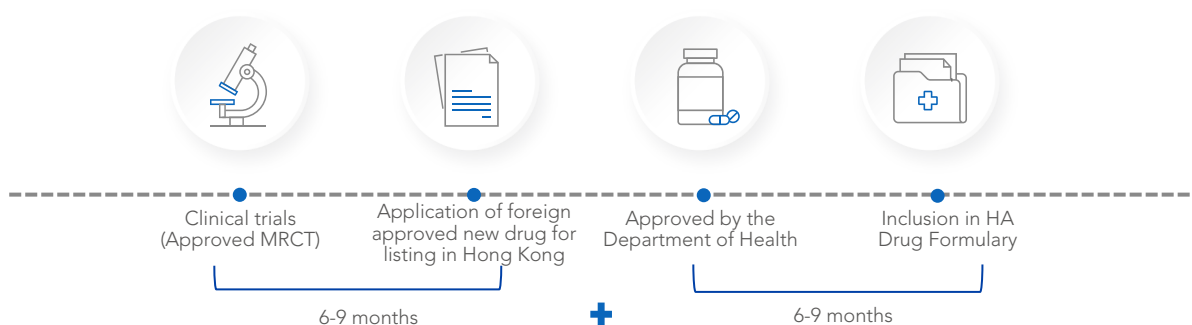 Clinical trials
(Approved MRCT)
Application of foreign
approved new drug for
listing in Hong Kong
Approved by the
Department of Health
Inclusion in HA
Drug Formulary
6-9 months
6-9 months